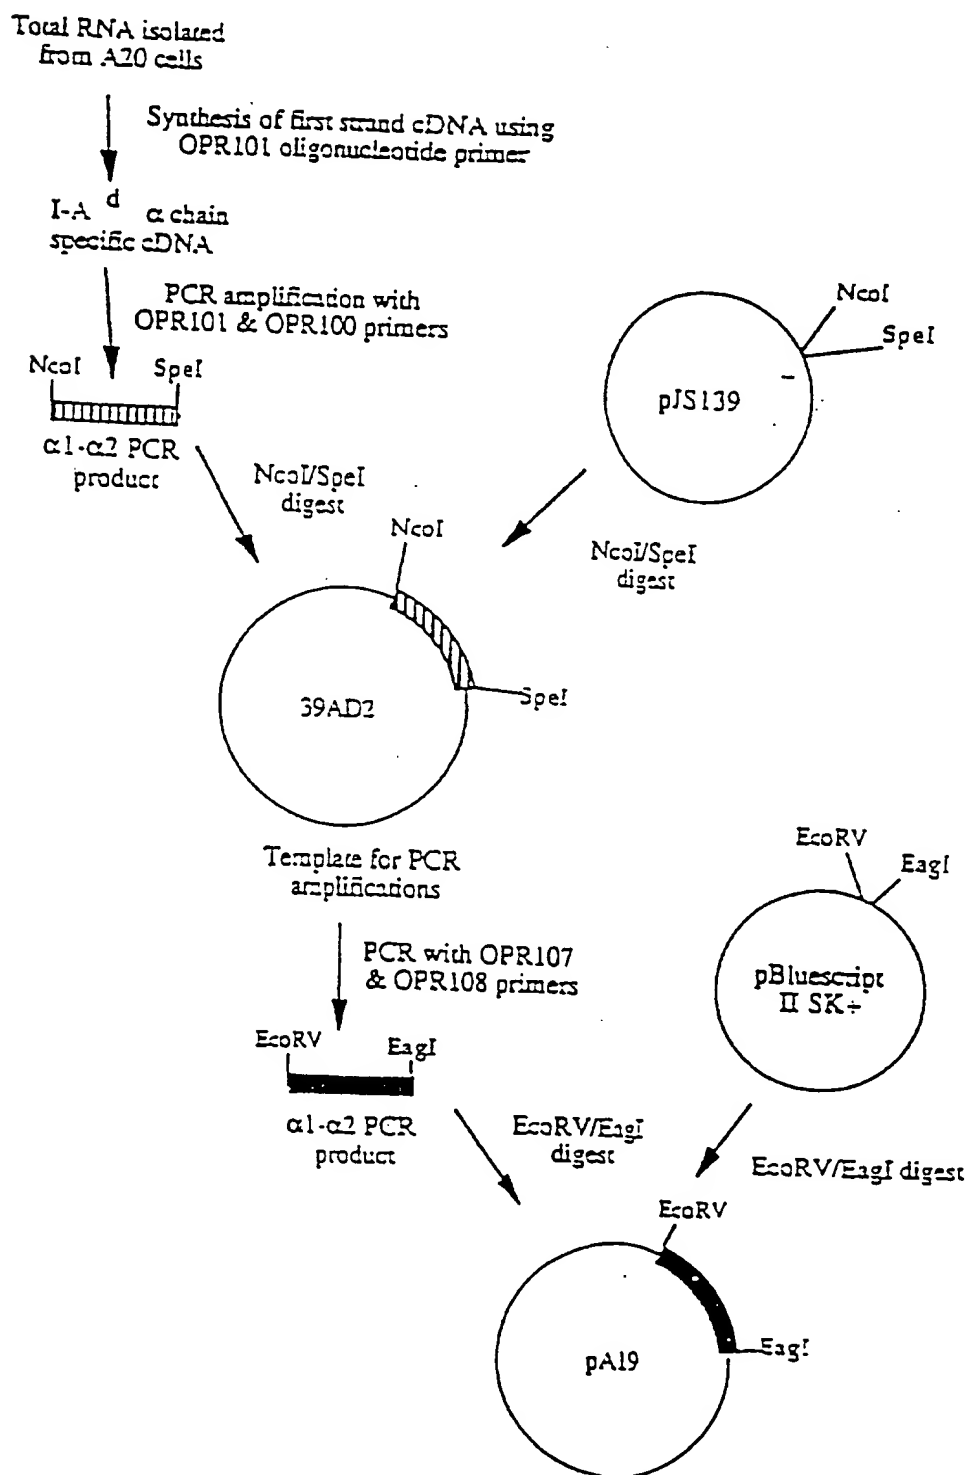 Total RNA isolated
from A20 cells
Synthesis of first strand cDNA using
OPR101 oligonucleotide primer
I-A d α chain
specific cDNA
PCR amplification with
OPR101 & OPR100 primers
NcoI SpeI
α1-α2 PCR
product
NcoI/SpeI
digest
NcoI
SpeI
pJS139
NcoI/SpeI
digest
NcoI
SpeI
39AD2
Template for PCR
amplifications
PCR with OPR107
& OPR108 primers
EcoRV EagI
α1-α2 PCR
product
EcoRV/EagI
digest
EcoRV
EagI
pBluescript
II SK+
EcoRV/EagI digest
EcoRV
EagI
pA19